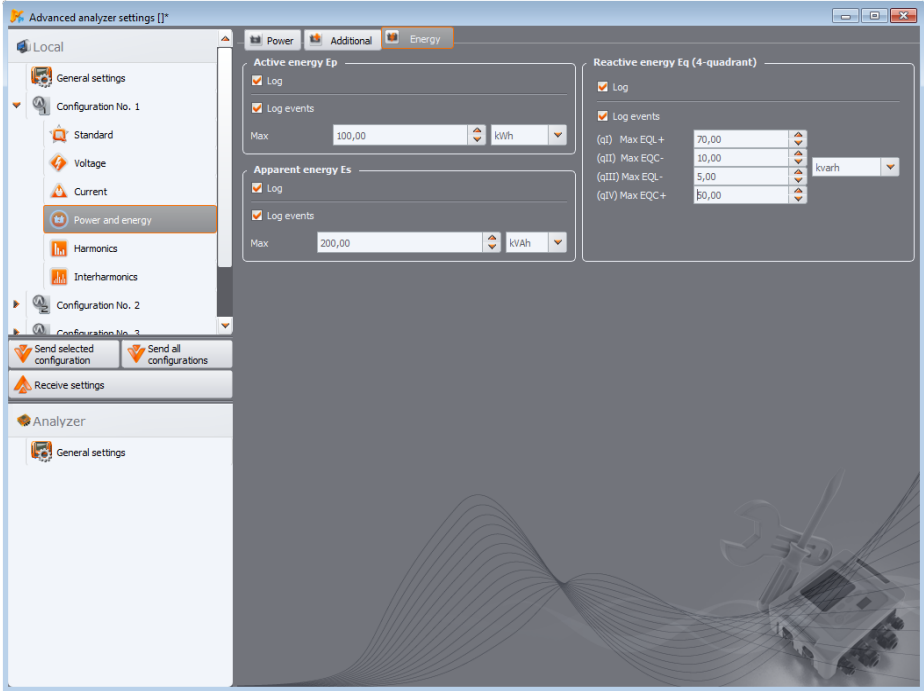 Advanced analyzer settings []*
Local
General settings
Configuration No. 1
Standard
Voltage
Current
Power and energy
Harmonics
Interharmonics
Configuration No. 2
Configuration No. 3
Send selected
configuration
Send all
configurations
Receive settings
Analyzer
General settings
Power Additional Energy
Active energy Ep
Log
Log events
Max 100,00 kWh
Apparent energy Es
Log
Log events
Max 200,00 kVAh
Reactive energy Eq (4-quadrant)
Log
Log events
(qI) Max EQL+ 70,00
(qII) Max EQC- 10,00
(qIII) Max EQL- 5,00
(qIV) Max EQC+ 50,00
kvarh